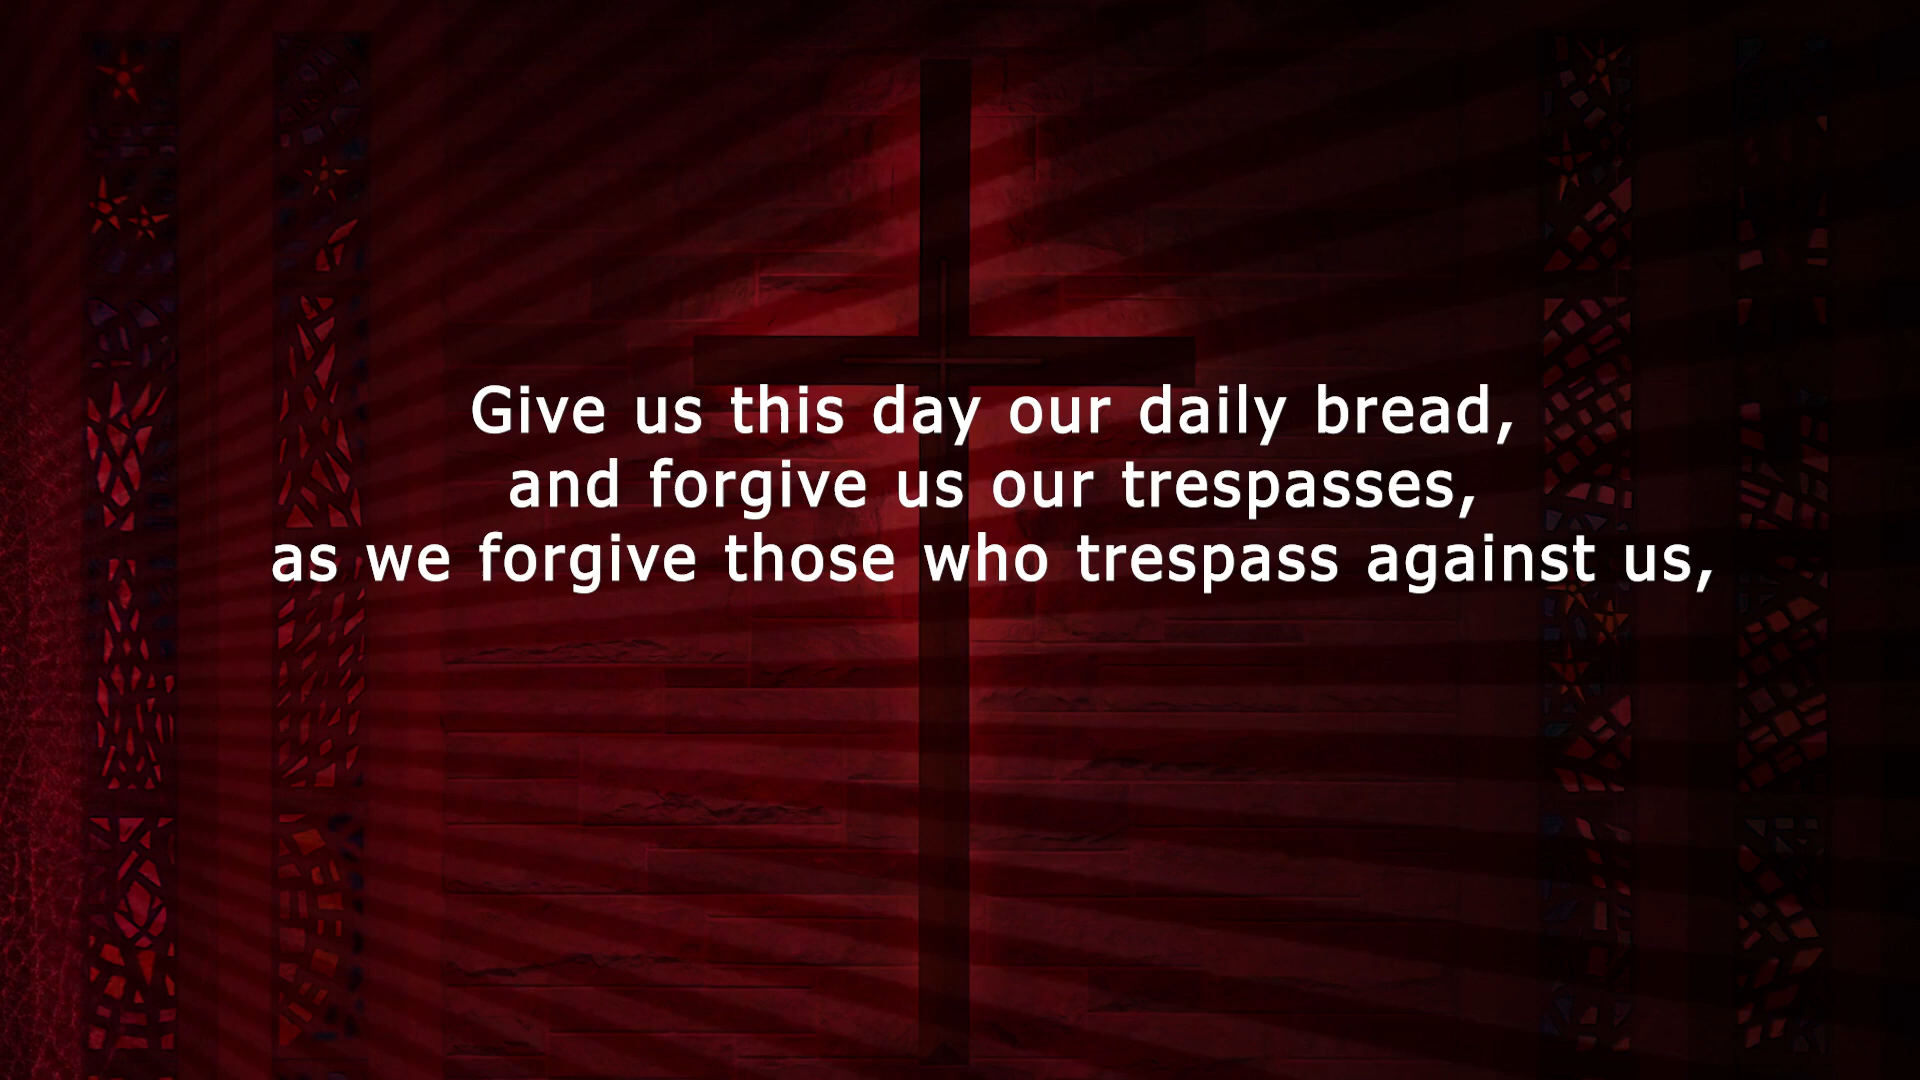 Give us this day our daily bread,
and forgive us our trespasses,
as we forgive those who trespass against us,